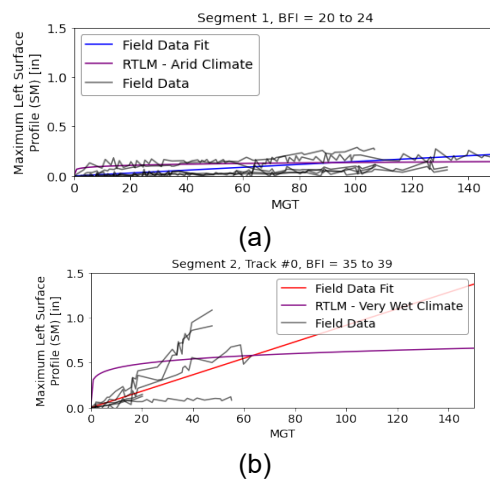 Segment 1, BFI = 20 to 24
Maximum Left Surface
Profile (SM) [in]
1.5
1.0
0.5
0.0
Field Data Fit
RTLM - Arid Climate
Field Data
0 20 40 60 80 100 120 140
MGT
(a)
Segment 2, Track #0, BFI = 35 to 39
Maximum Left Surface
Profile (SM) [in]
1.5
1.0
0.5
0.0
Field Data Fit
RTLM - Very Wet Climate
Field Data
0 20 40 60 80 100 120 140
MGT
(b)